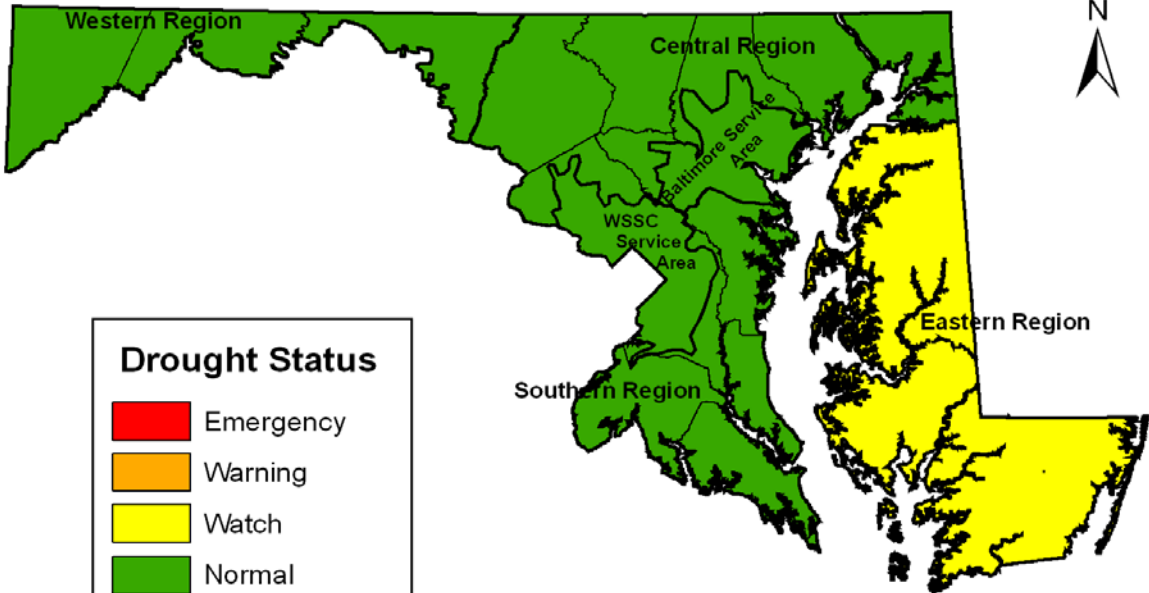 Western Region
N
Central Region
Baltimore Service
Area
WSSC
Service
Area
Eastern Region
Southern Region
Drought Status
Emergency
Warning
Watch
Normal